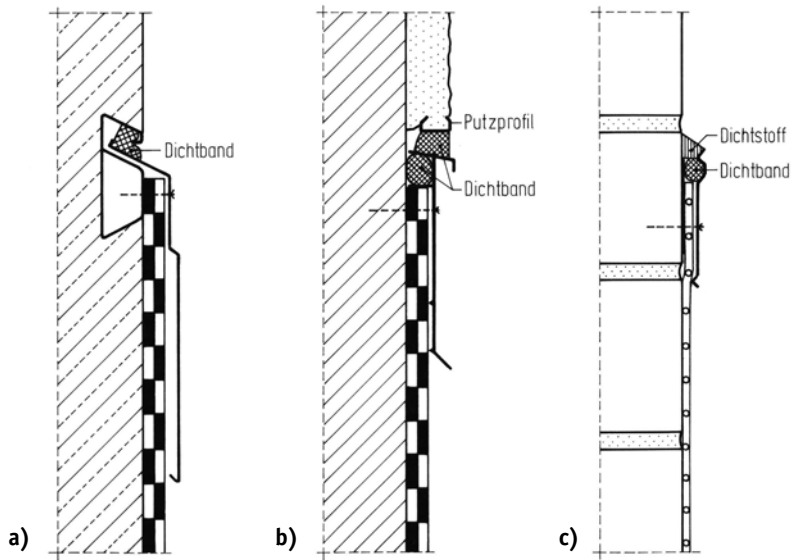 Dichtband
Putzprofil
Dichtband
Dichtstoff
Dichtband
a)
b)
c)